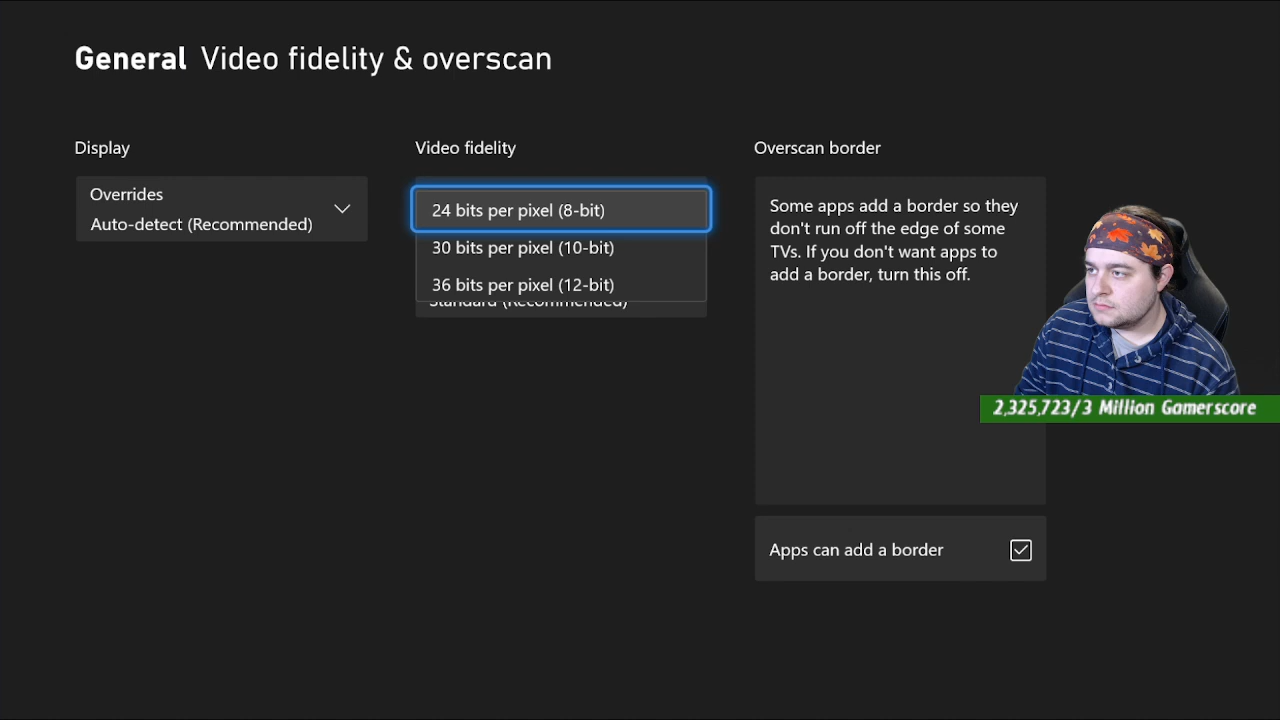 General Video fidelity & overscan
Display
Overrides
Auto-detect (Recommended)
Video fidelity
24 bits per pixel (8-bit)
30 bits per pixel (10-bit)
36 bits per pixel (12-bit)
Standard (Recommended)
Overscan border
Some apps add a border so they
don't run off the edge of some
TVs. If you don't want apps to
add a border, turn this off.
Apps can add a border
2,325,723/3 Million Gamerscore